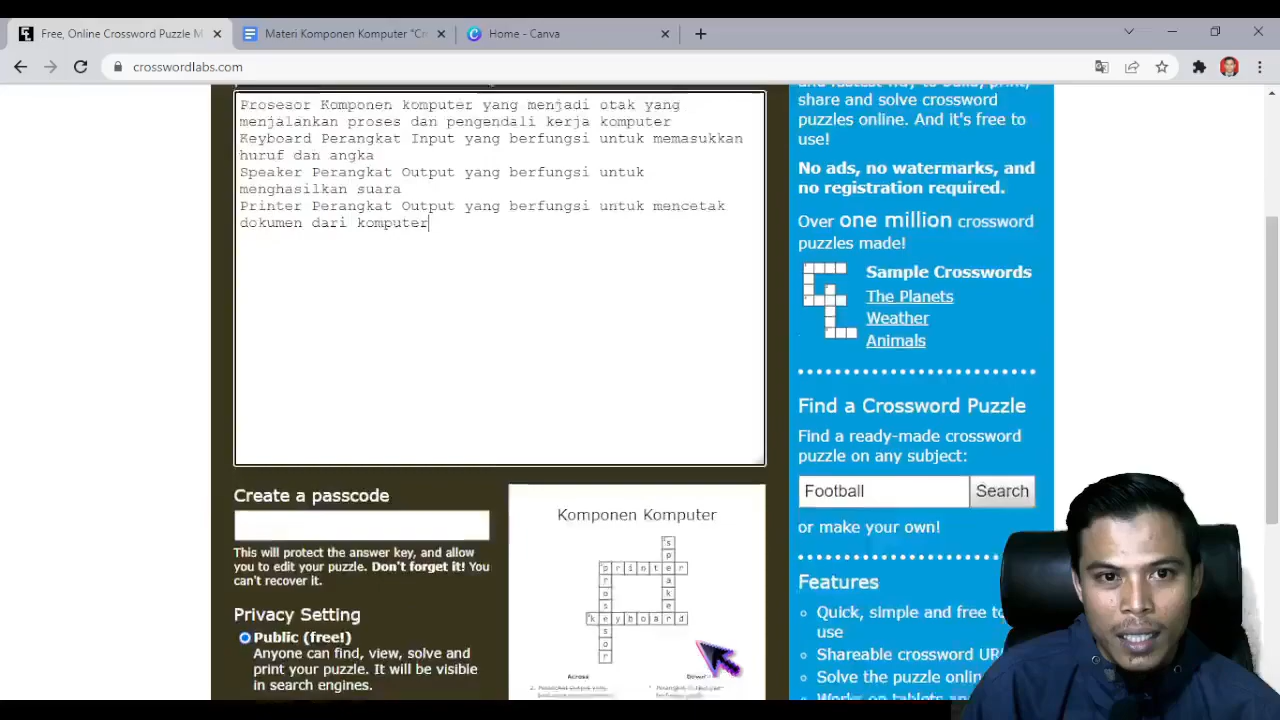 Free, Online Crossword Puzzle M
Materi Komponen Komputer "Cr
Home - Canva
crosswordlabs.com
Prosesor Komponen komputer yang menjadi otak yang
menjalankan proses dan pengendali kerja komputer
Keyboard Perangkat Input yang berfungsi untuk memasukkan
huruf dan angka
Speaker Perangkat Output yang berfungsi untuk
menghasilkan suara
Printer Perangkat Output yang berfungsi untuk mencetak
dokumen dari komputer
Create a passcode
This will protect the answer key, and allow
you to edit your puzzle. Don't forget it! You
can't recover it.
Privacy Setting
Public (free!)
Anyone can find, view, solve and
print your puzzle. It will be visible
in search engines.
Komponen Komputer
speaker
printer
prosesor
keyboard
Across
Down
and fastest way to build, print,
share and solve crossword
puzzles online. And it's free to
use!
No ads, no watermarks, and
no registration required.
Over one million crossword
puzzles made!
Sample Crosswords
The Planets
Weather
Animals
Find a Crossword Puzzle
Find a ready-made crossword
puzzle on any subject:
Football
Search
or make your own!
Features
Quick, simple and free to
use
Shareable crossword UR
Solve the puzzle onlin